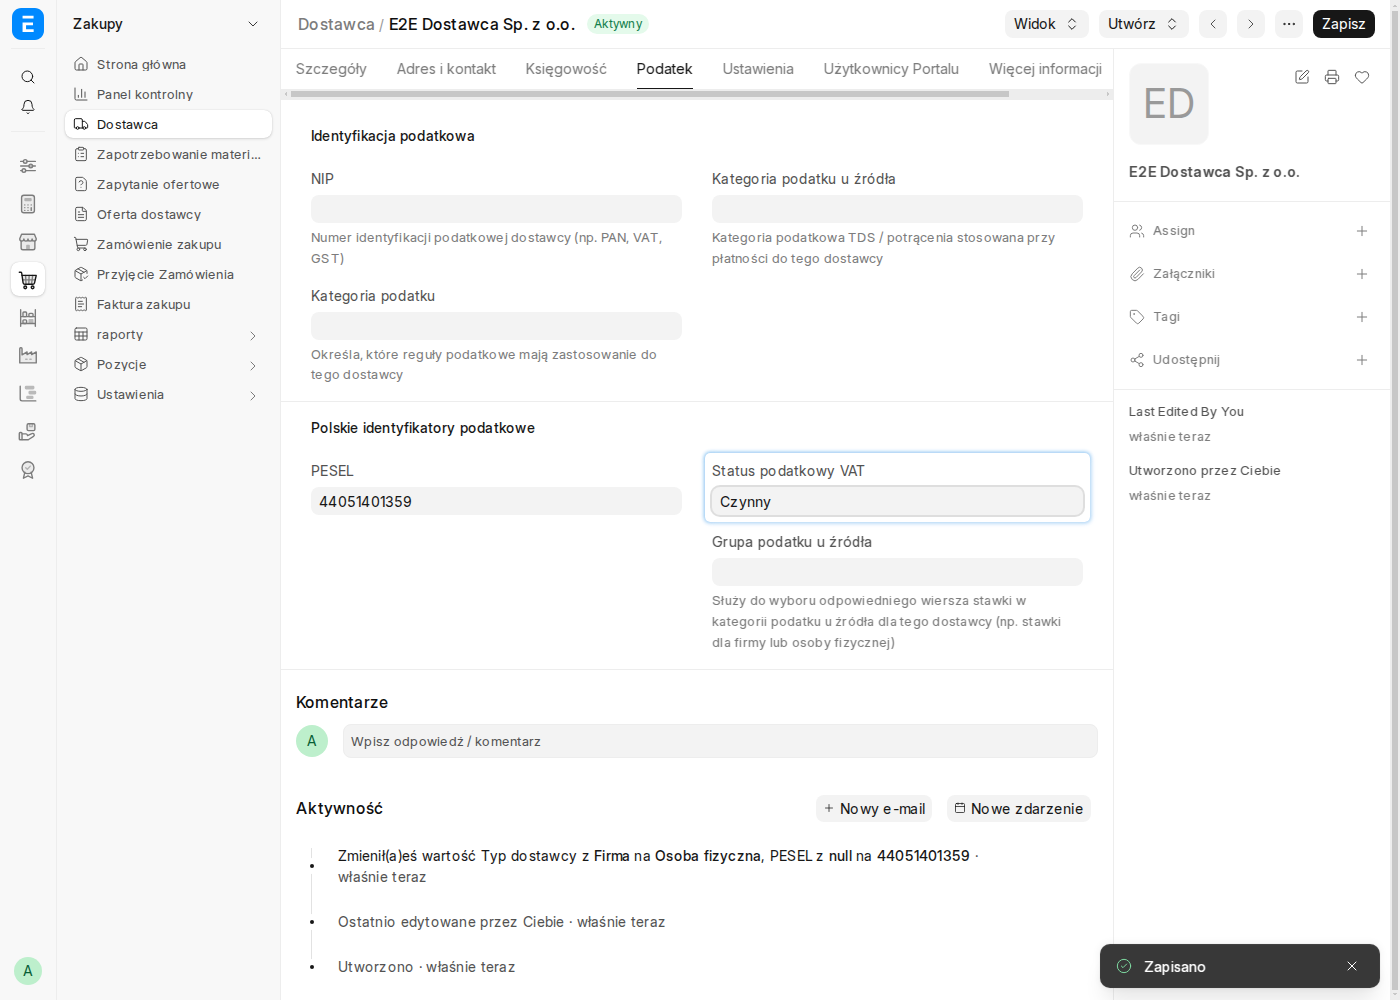 Zakupy
Strona główna
Panel kontrolny
Dostawca
Zapotrzebowanie materi...
Zapytanie ofertowe
Oferta dostawcy
Zamówienie zakupu
Przyjęcie Zamówienia
Faktura zakupu
raporty
Pozycje
Ustawienia
A
Dostawca / E2E Dostawca Sp. z o.o. Aktywny
Widok
Utwórz
Zapisz
Szczegóły Adres i kontakt Księgowość Podatek Ustawienia Użytkownicy Portalu Więcej informacji
Identyfikacja podatkowa
NIP
Numer identyfikacji podatkowej dostawcy (np. PAN, VAT,
GST)
Kategoria podatku
Określa, które reguły podatkowe mają zastosowanie do
tego dostawcy
Kategoria podatku u źródła
Kategoria podatkowa TDS / potrącenia stosowana przy
płatności do tego dostawcy
Polskie identyfikatory podatkowe
PESEL
44051401359
Status podatkowy VAT
Czynny
Grupa podatku u źródła
Służy do wyboru odpowiedniego wiersza stawki w
kategorii podatku u źródła dla tego dostawcy (np. stawki
dla firmy lub osoby fizycznej)
Komentarze
A
Wpisz odpowiedź / komentarz
Aktywność
Nowy e-mail
Nowe zdarzenie
Zmienił(a)eś wartość Typ dostawcy z Firma na Osoba fizyczna, PESEL z null na 44051401359 ·
właśnie teraz
Ostatnio edytowane przez Ciebie · właśnie teraz
Utworzono · właśnie teraz
ED
E2E Dostawca Sp. z o.o.
Assign
Załączniki
Tagi
Udostępnij
Last Edited By You
właśnie teraz
Utworzono przez Ciebie
właśnie teraz
Zapisano